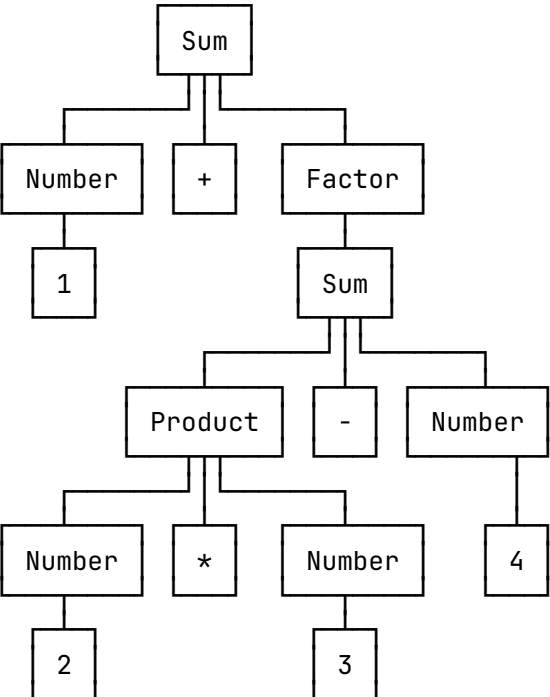 Sum
Number + Factor
1 Sum
Product - Number
Number * Number 4
2 3